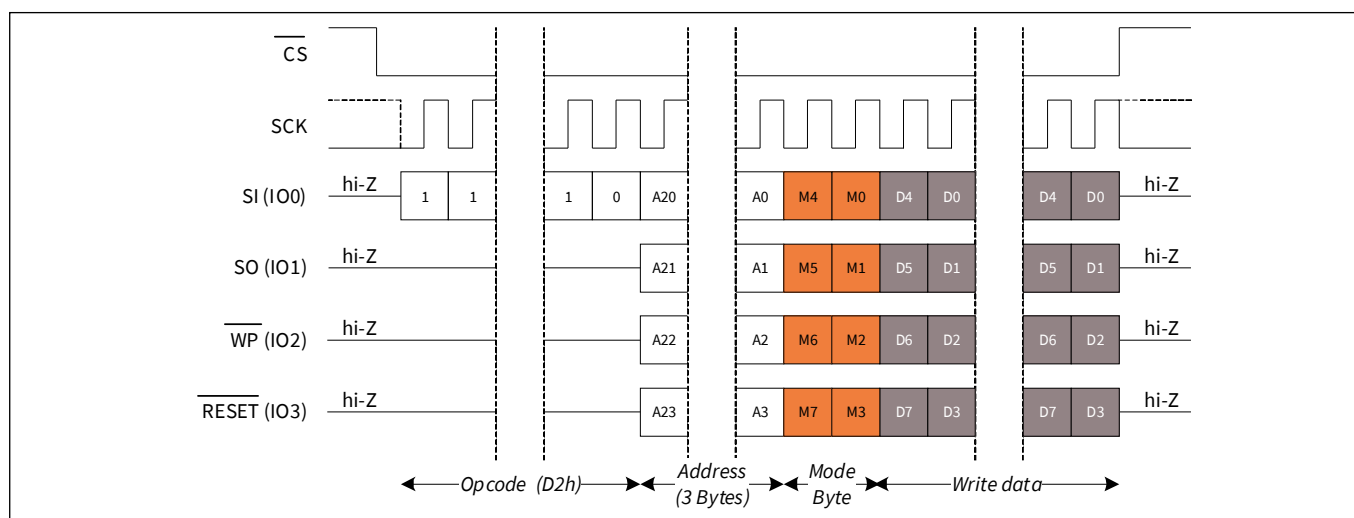 CS
SCK
SI (IO0) hi-Z 1 1 1 0 A20 A0 M4 M0 D4 D0 D4 D0 hi-Z
SO (IO1) hi-Z A21 A1 M5 M1 D5 D1 D5 D1 hi-Z
WP (IO2) hi-Z A22 A2 M6 M2 D6 D2 D6 D2 hi-Z
RESET (IO3) hi-Z A23 A3 M7 M3 D7 D3 D7 D3 hi-Z
Opcode (D2h) Address (3 Bytes) Mode Byte Write data